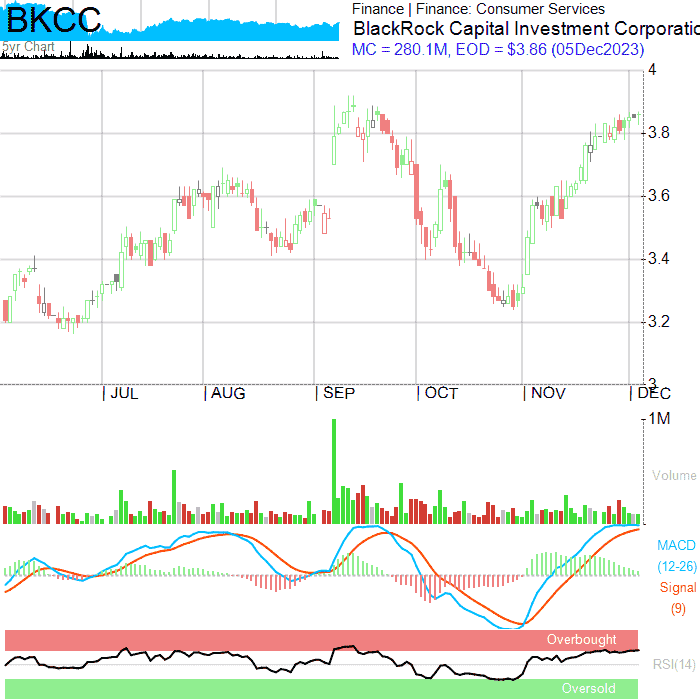 BKCC
5yr Chart
Finance | Finance: Consumer Services
BlackRock Capital Investment Corporatio
MC = 280.1M, EOD = $3.86 (05Dec2023)
4
3.8
3.6
3.4
3.2
3
JUL AUG SEP OCT NOV DEC
1M
Volume
MACD
(12-26)
Signal
(9)
Overbought
RSI(14)
Oversold